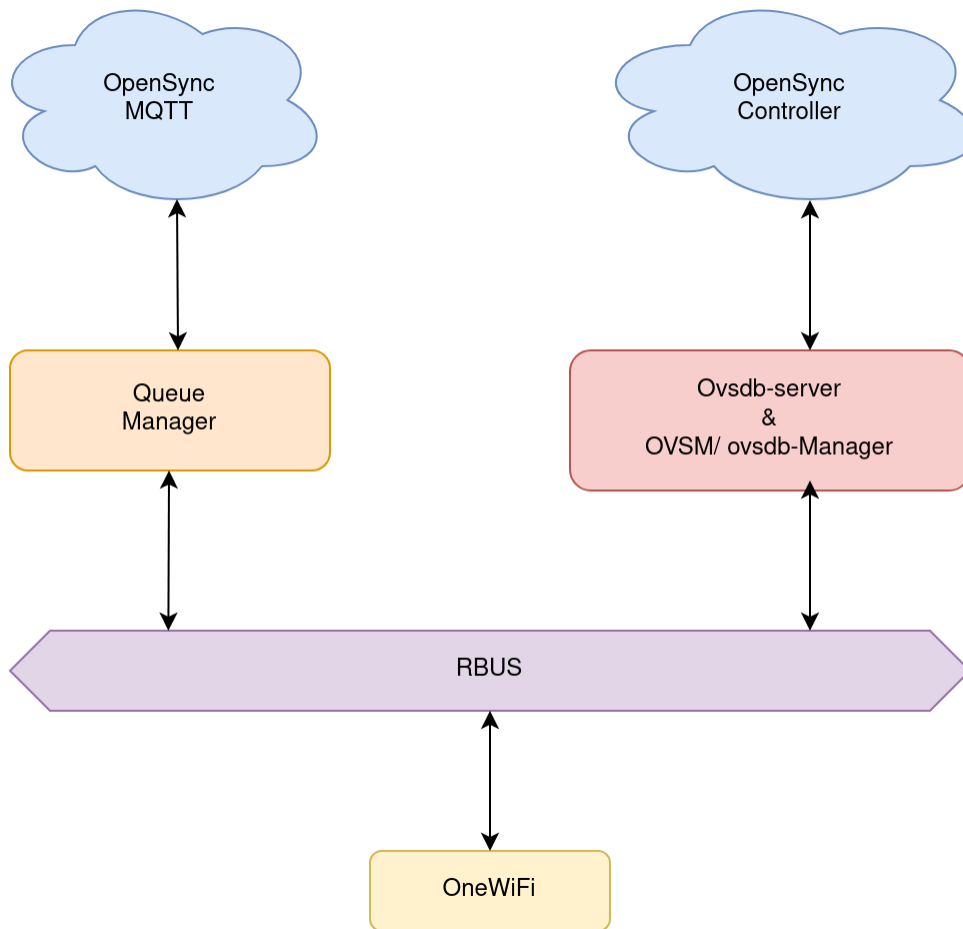 OpenSync
MQTT
OpenSync
Controller
Queue
Manager
Ovsdb-server
&
OVSM/ ovsdb-Manager
RBUS
OneWiFi